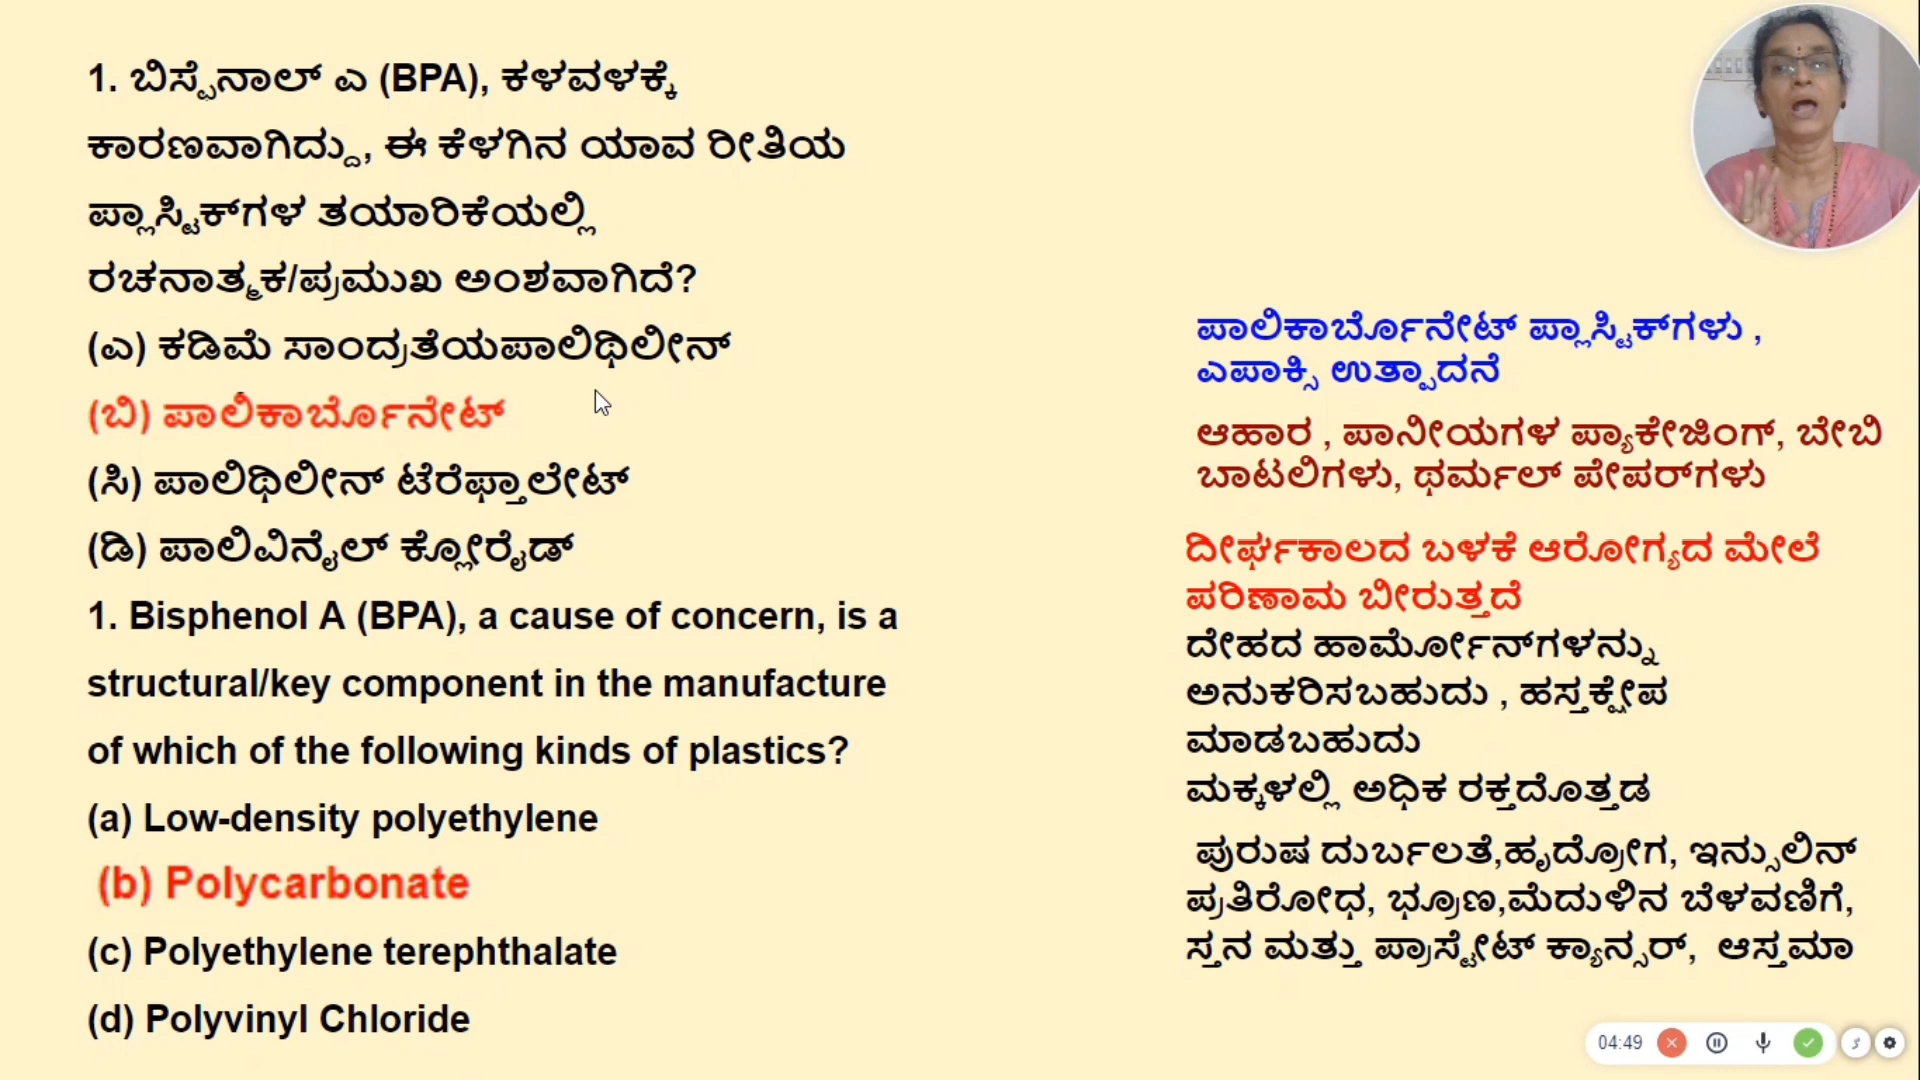 1. ಬಿಸ್ಪೆನಾಲ್ ಎ (BPA), ಕಳವಳಕ್ಕೆ
ಕಾರಣವಾಗಿದ್ದು, ಈ ಕೆಳಗಿನ ಯಾವ ರೀತಿಯ
ಪ್ಲಾಸ್ಟಿಕ್‌ಗಳ ತಯಾರಿಕೆಯಲ್ಲಿ
ರಚನಾತ್ಮಕ/ಪ್ರಮುಖ ಅಂಶವಾಗಿದೆ?
(ಎ) ಕಡಿಮೆ ಸಾಂದ್ರತೆಯಪಾಲಿಥಿಲೀನ್
(ಬಿ) ಪಾಲಿಕಾರ್ಬೊನೇಟ್
(ಸಿ) ಪಾಲಿಥಿಲೀನ್ ಟೆರೆಫ್ತಾಲೇಟ್
(ಡಿ) ಪಾಲಿವಿನೈಲ್ ಕ್ಲೋರೈಡ್
1. Bisphenol A (BPA), a cause of concern, is a
structural/key component in the manufacture
of which of the following kinds of plastics?
(a) Low-density polyethylene
(b) Polycarbonate
(c) Polyethylene terephthalate
(d) Polyvinyl Chloride
ಪಾಲಿಕಾರ್ಬೊನೇಟ್ ಪ್ಲಾಸ್ಟಿಕ್‌ಗಳು ,
ಎಪಾಕ್ಸಿ ಉತ್ಪಾದನೆ
ಆಹಾರ , ಪಾನೀಯಗಳ ಪ್ಯಾಕೇಜಿಂಗ್, ಬೇಬಿ
ಬಾಟಲಿಗಳು, ಥರ್ಮಲ್ ಪೇಪರ್‌ಗಳು
ದೀರ್ಘಕಾಲದ ಬಳಕೆ ಆರೋಗ್ಯದ ಮೇಲೆ
ಪರಿಣಾಮ ಬೀರುತ್ತದೆ
ದೇಹದ ಹಾರ್ಮೋನ್‌ಗಳನ್ನು
ಅನುಕರಿಸಬಹುದು , ಹಸ್ತಕ್ಷೇಪ
ಮಾಡಬಹುದು
ಮಕ್ಕಳಲ್ಲಿ ಅಧಿಕ ರಕ್ತದೊತ್ತಡ
ಪುರುಷ ದುರ್ಬಲತೆ,ಹೃದ್ರೋಗ, ಇನ್ಸುಲಿನ್
ಪ್ರತಿರೋಧ, ಭ್ರೂಣ,ಮೆದುಳಿನ ಬೆಳವಣಿಗೆ,
ಸ್ತನ ಮತ್ತು ಪ್ರಾಸ್ಟೇಟ್ ಕ್ಯಾನ್ಸರ್, ಆಸ್ತಮಾ
04:49